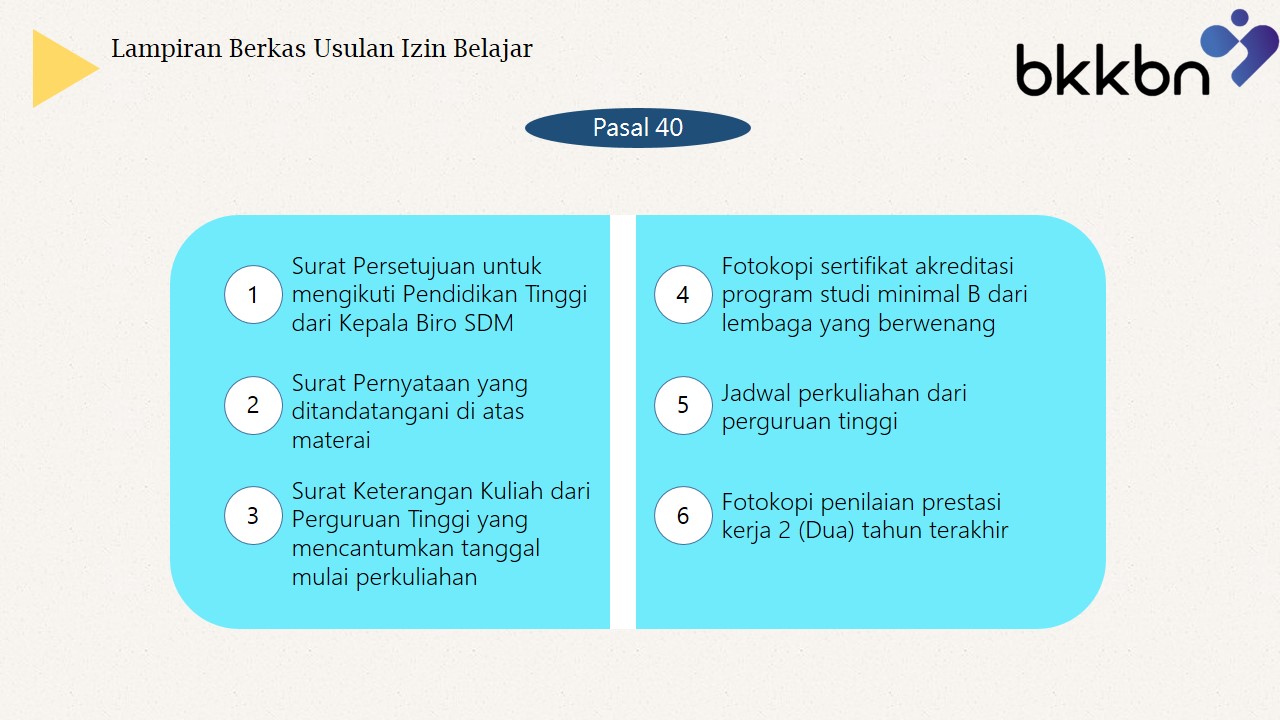 Lampiran Berkas Usulan Izin Belajar
bkkbn
Pasal 40
1
Surat Persetujuan untuk
mengikuti Pendidikan Tinggi
dari Kepala Biro SDM
2
Surat Pernyataan yang
ditandatangani di atas
materai
3
Surat Keterangan Kuliah dari
Perguruan Tinggi yang
mencantumkan tanggal
mulai perkuliahan
4
Fotokopi sertifikat akreditasi
program studi minimal B dari
lembaga yang berwenang
5
Jadwal perkuliahan dari
perguruan tinggi
6
Fotokopi penilaian prestasi
kerja 2 (Dua) tahun terakhir